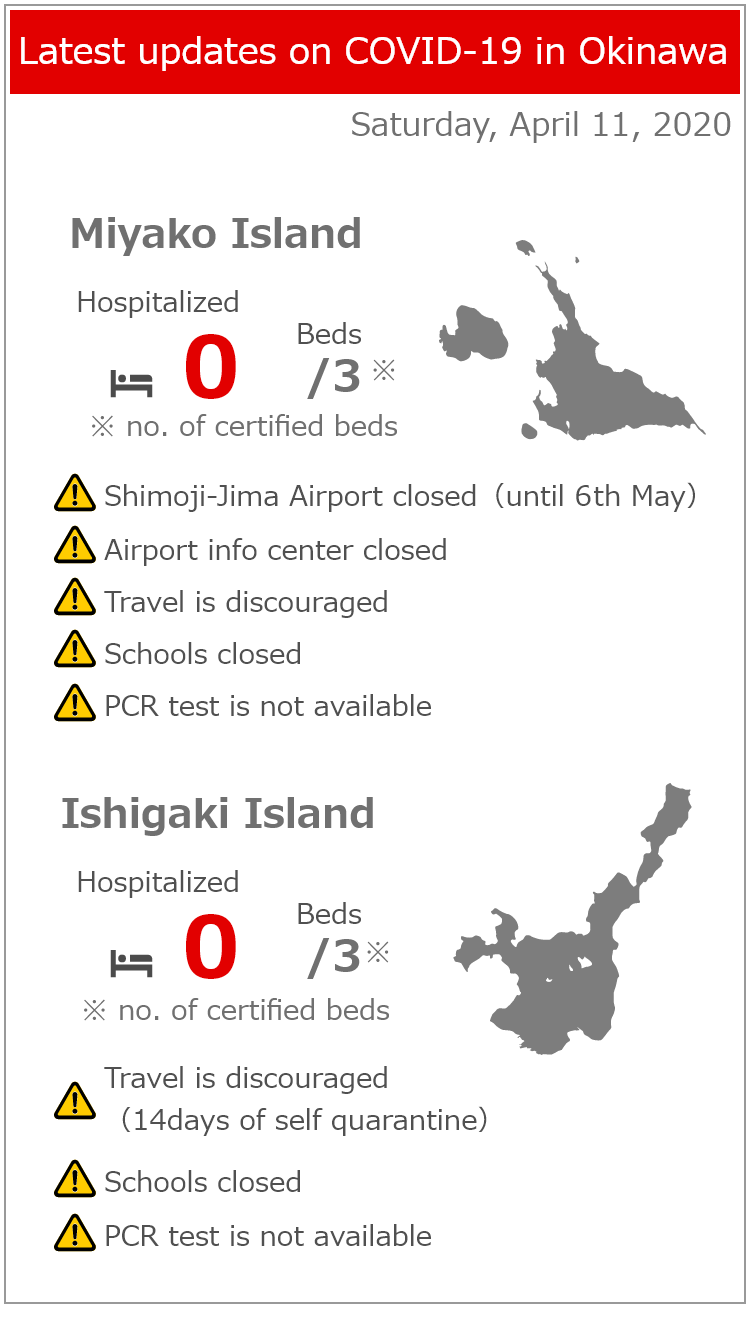 Latest updates on COVID-19 in Okinawa
Saturday, April 11, 2020
Miyako Island
Hospitalized
Beds
0 /3※
※ no. of certified beds
Shimoji-Jima Airport closed（until 6th May）
Airport info center closed
Travel is discouraged
Schools closed
PCR test is not available
Ishigaki Island
Hospitalized
Beds
0 /3※
※ no. of certified beds
Travel is discouraged
（14days of self quarantine）
Schools closed
PCR test is not available